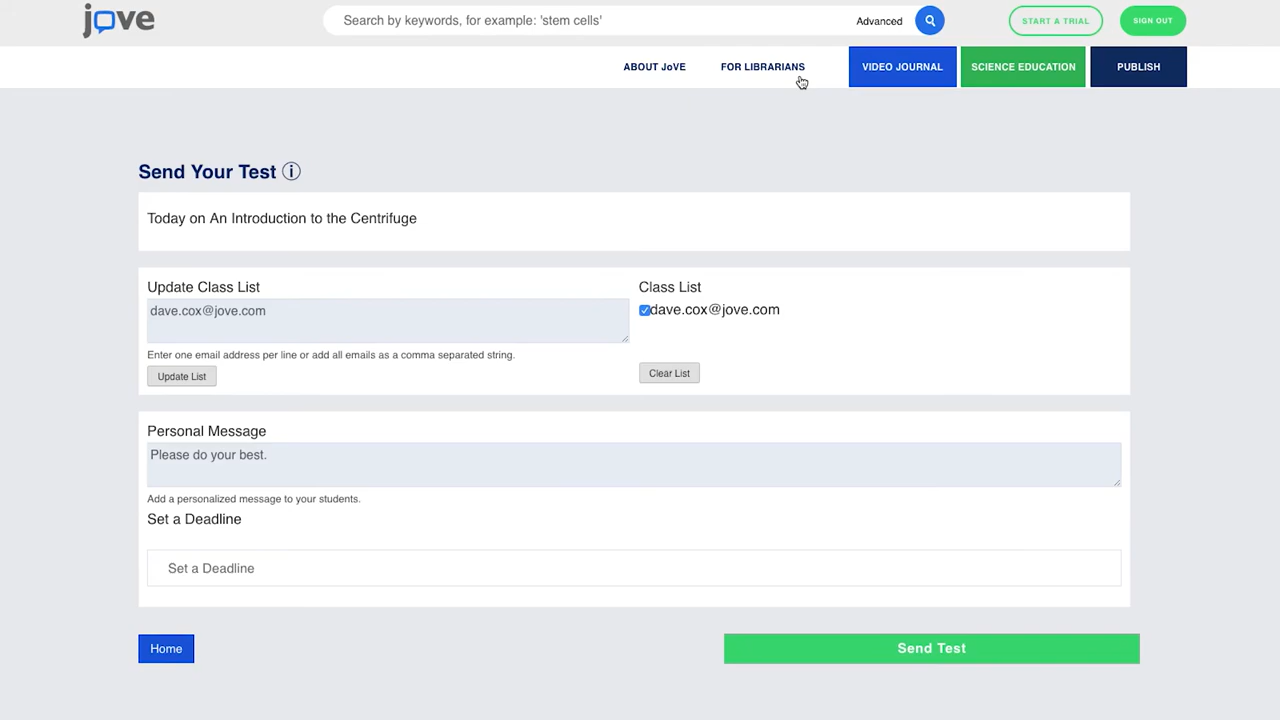 jove
Search by keywords, for example: 'stem cells'
Advanced
START A TRIAL
SIGN OUT
ABOUT JoVE
FOR LIBRARIANS
VIDEO JOURNAL
SCIENCE EDUCATION
PUBLISH
Send Your Test i
Today on An Introduction to the Centrifuge
Update Class List
dave.cox@jove.com
Enter one email address per line or add all emails as a comma separated string.
Update List
Class List
dave.cox@jove.com
Clear List
Personal Message
Please do your best.
Add a personalized message to your students.
Set a Deadline
Set a Deadline
Home
Send Test